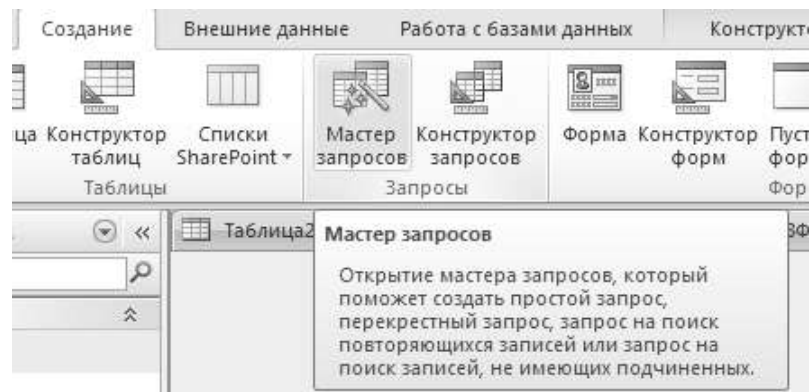 Создание Внешние данные Работа с базами данных Конструкт
ца Конструктор таблиц Списки SharePoint Мастер запросов Конструктор запросов Форма Конструктор форм Пуст фор
Таблицы Запросы Фор
Таблица2
Мастер запросов
Открытие мастера запросов, который
поможет создать простой запрос,
перекрестный запрос, запрос на поиск
повторяющихся записей или запрос на
поиск записей, не имеющих подчиненных.